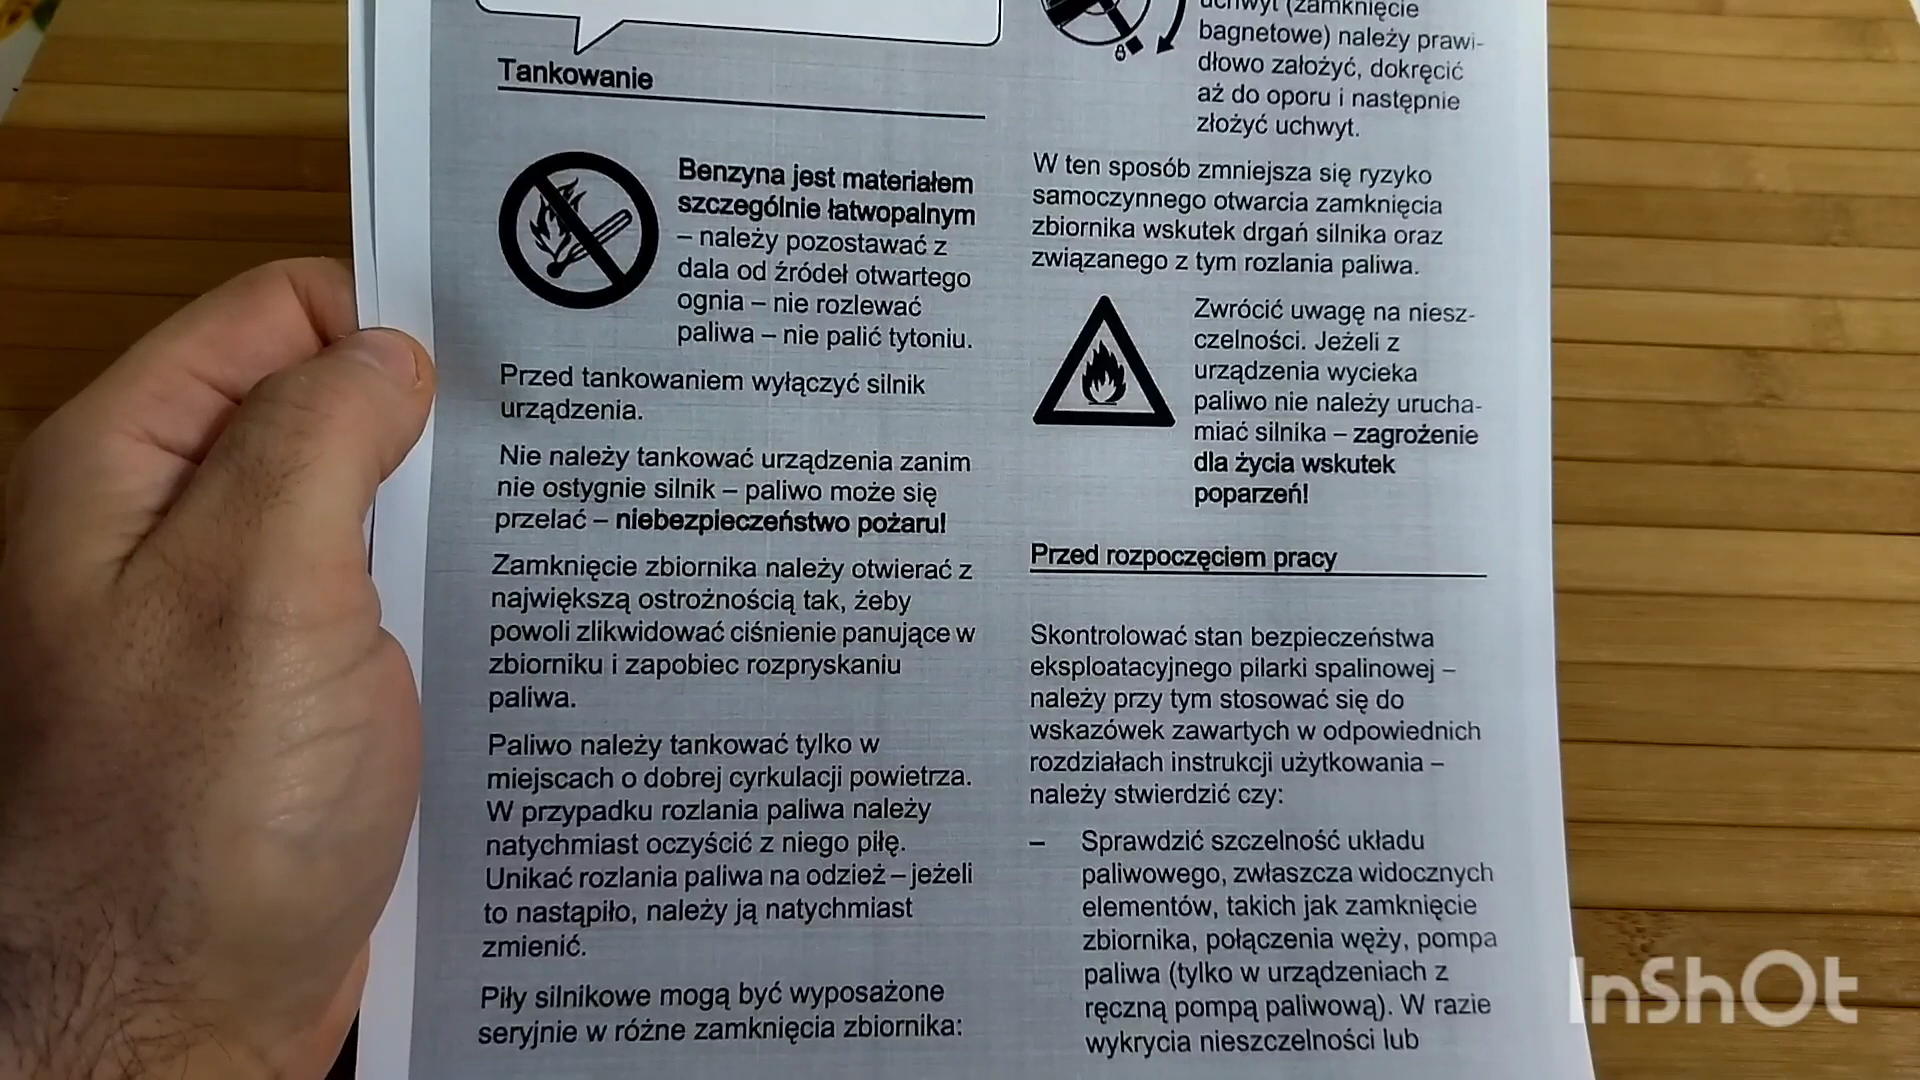 Tankowanie
Benzyna jest materiałem
szczególnie łatwopalnym
– należy pozostawać z
dala od źródeł otwartego
ognia – nie rozlewać
paliwa – nie palić tytoniu.
Przed tankowaniem wyłączyć silnik
urządzenia.
Nie należy tankować urządzenia zanim
nie ostygnie silnik – paliwo może się
przelać – niebezpieczeństwo pożaru!
Zamknięcie zbiornika należy otwierać z
największą ostrożnością tak, żeby
powoli zlikwidować ciśnienie panujące w
zbiorniku i zapobiec rozpryskaniu
paliwa.
Paliwo należy tankować tylko w
miejscach o dobrej cyrkulacji powietrza.
W przypadku rozlania paliwa należy
natychmiast oczyścić z niego piłę.
Unikać rozlania paliwa na odzież – jeżeli
to nastąpiło, należy ją natychmiast
zmienić.
Piły silnikowe mogą być wyposażone
seryjnie w różne zamknięcia zbiornika:
uchwyt (zamknięcie
bagnetowe) należy prawi-
dłowo założyć, dokręcić
aż do oporu i następnie
złożyć uchwyt.
W ten sposób zmniejsza się ryzyko
samoczynnego otwarcia zamknięcia
zbiornika wskutek drgań silnika oraz
związanego z tym rozlania paliwa.
Zwrócić uwagę na niesz-
czelności. Jeżeli z
urządzenia wycieka
paliwo nie należy urucha-
miać silnika – zagrożenie
dla życia wskutek
poparzeń!
Przed rozpoczęciem pracy
Skontrolować stan bezpieczeństwa
eksploatacyjnego pilarki spalinowej –
należy przy tym stosować się do
wskazówek zawartych w odpowiednich
rozdziałach instrukcji użytkowania –
należy stwierdzić czy:
– Sprawdzić szczelność układu
paliwowego, zwłaszcza widocznych
elementów, takich jak zamknięcie
zbiornika, połączenia węży, pompa
paliwa (tylko w urządzeniach z
ręczną pompą paliwową). W razie
wykrycia nieszczelności lub
InShOt